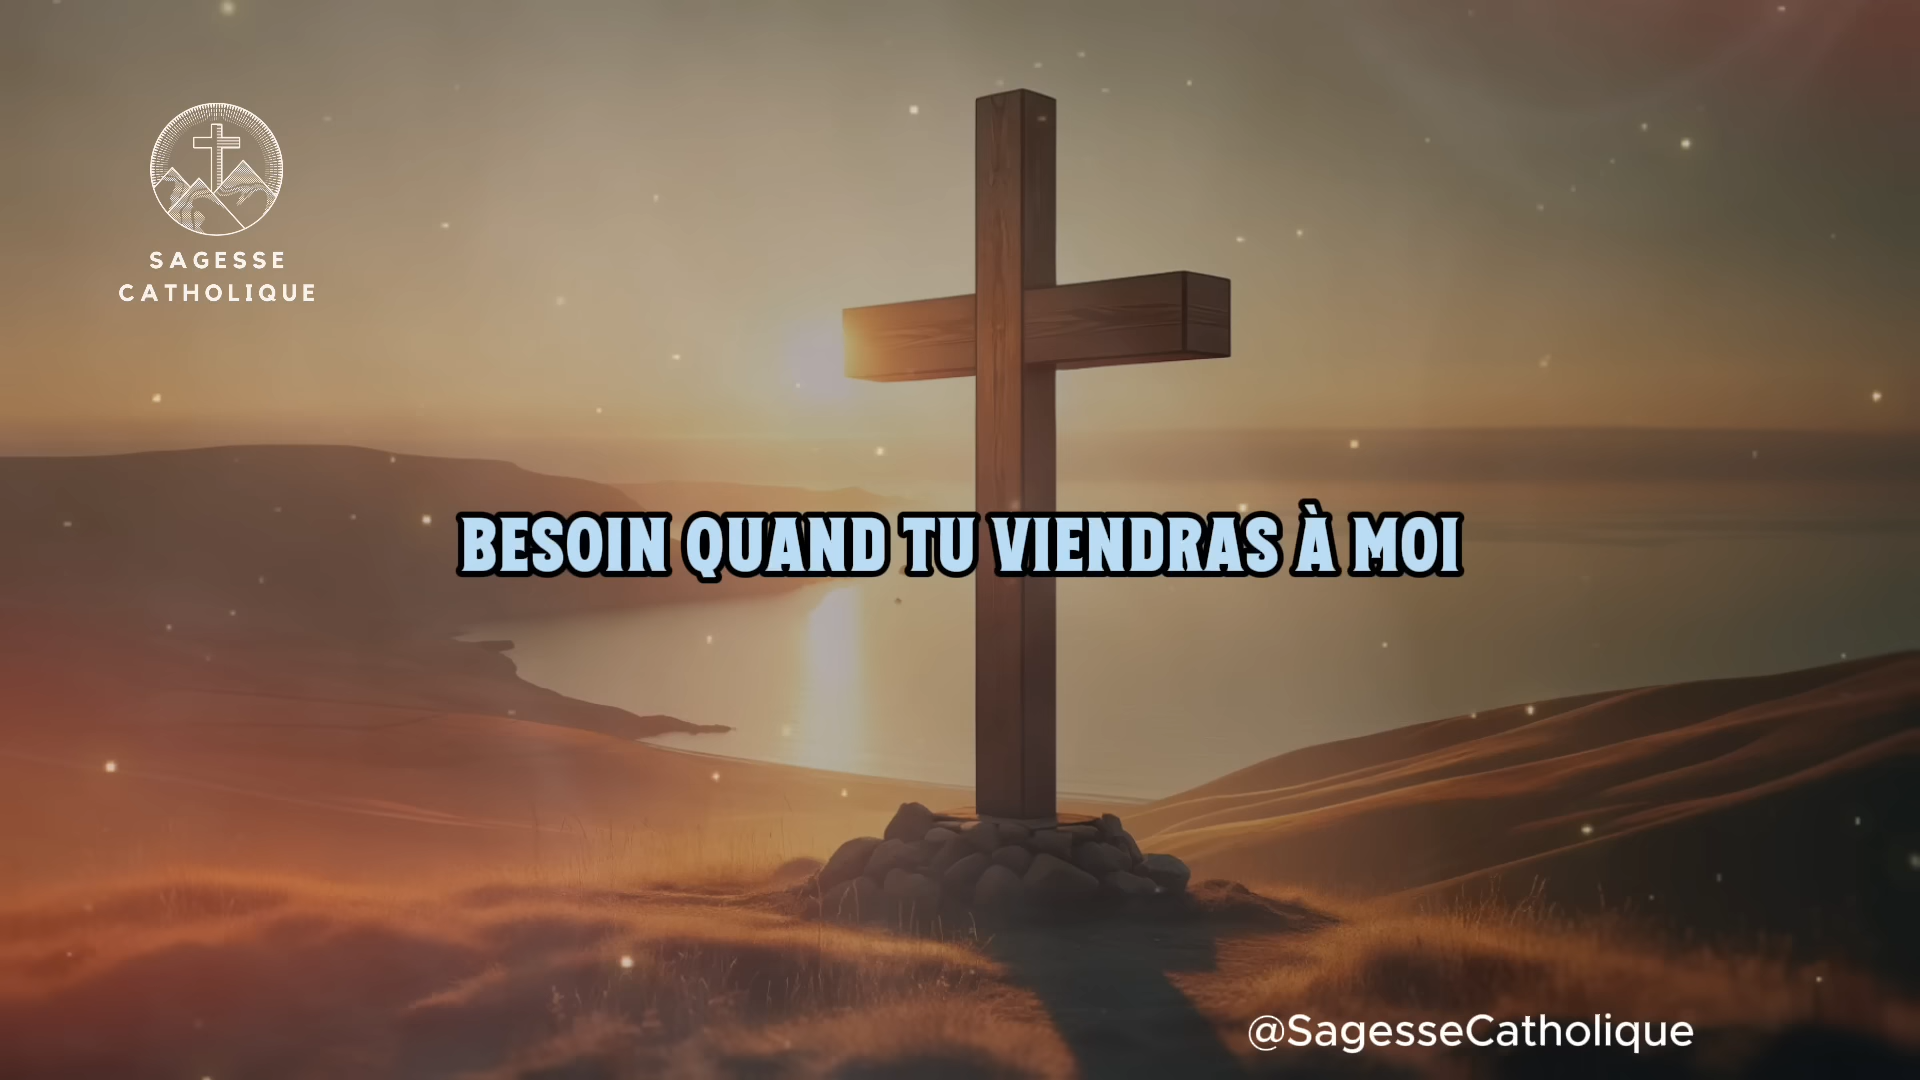 SAGESSE
CATHOLIQUE
BESOIN QUAND TU VIENDRAS À MOI
@SagesseCatholique